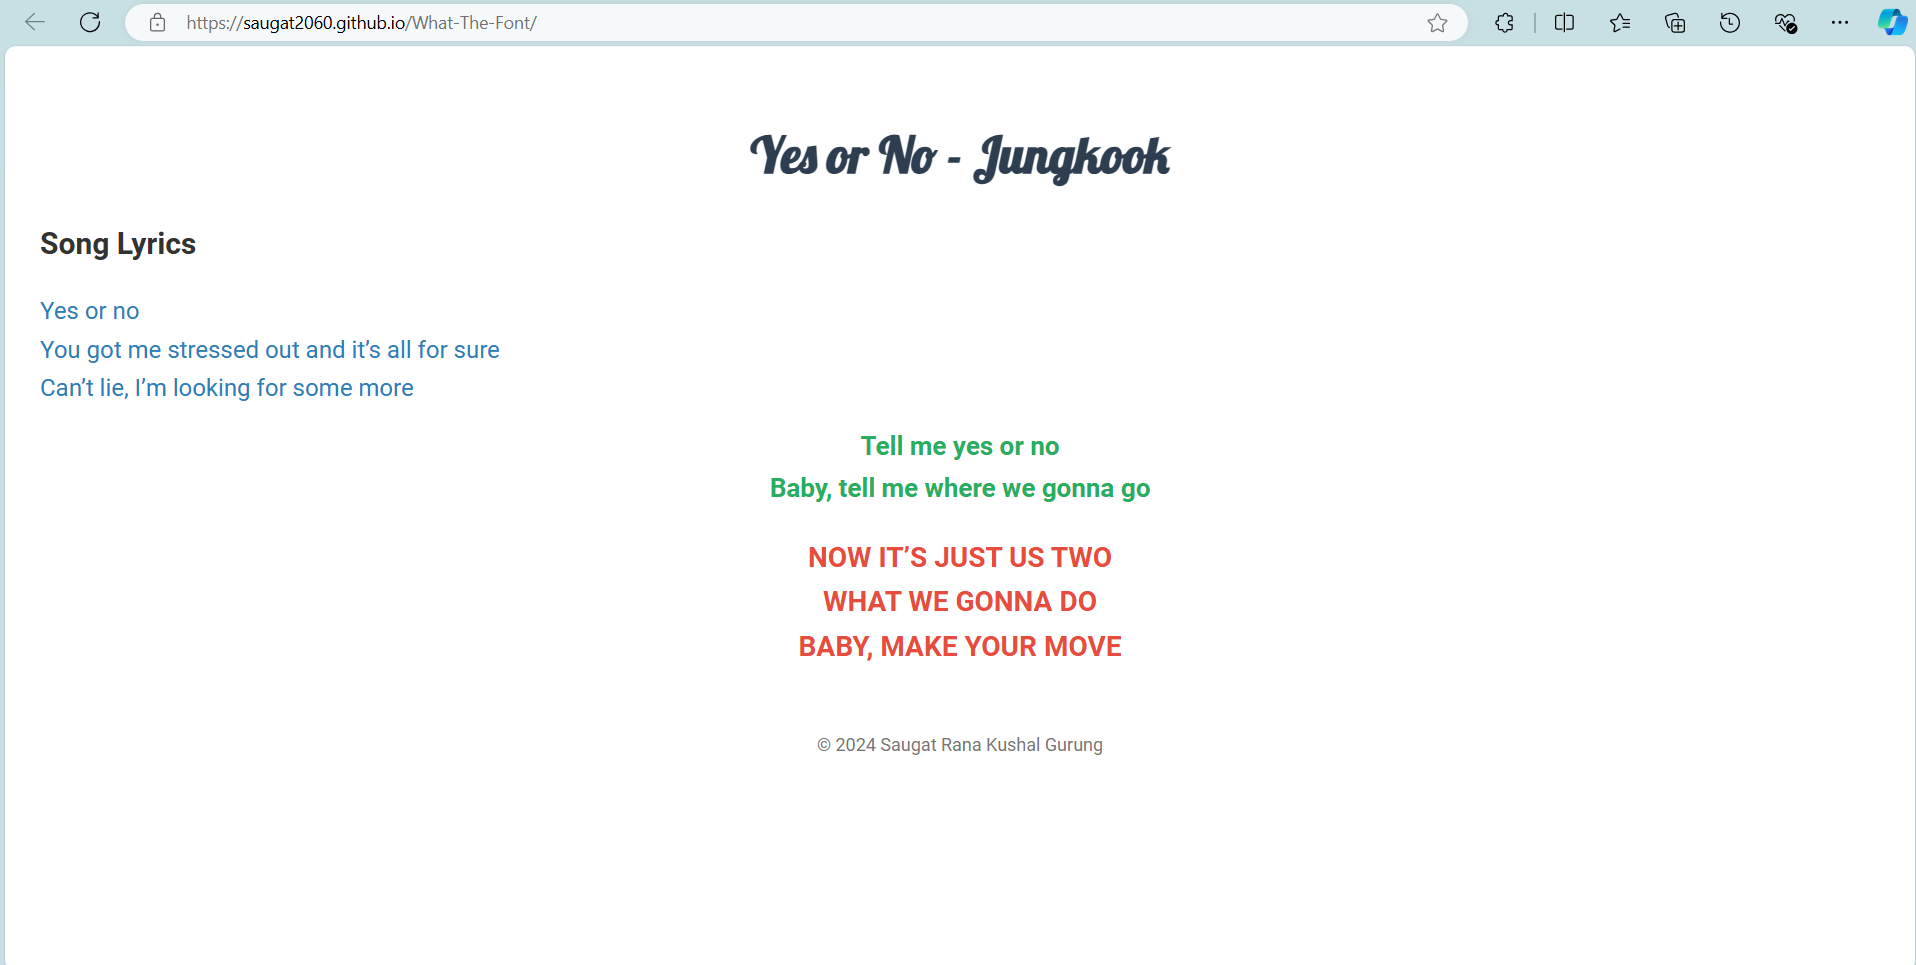 https://saugat2060.github.io/What-The-Font/
Yes or No - Jungkook
Song Lyrics
Yes or no
You got me stressed out and it’s all for sure
Can’t lie, I’m looking for some more
Tell me yes or no
Baby, tell me where we gonna go
NOW IT’S JUST US TWO
WHAT WE GONNA DO
BABY, MAKE YOUR MOVE
© 2024 Saugat Rana Kushal Gurung